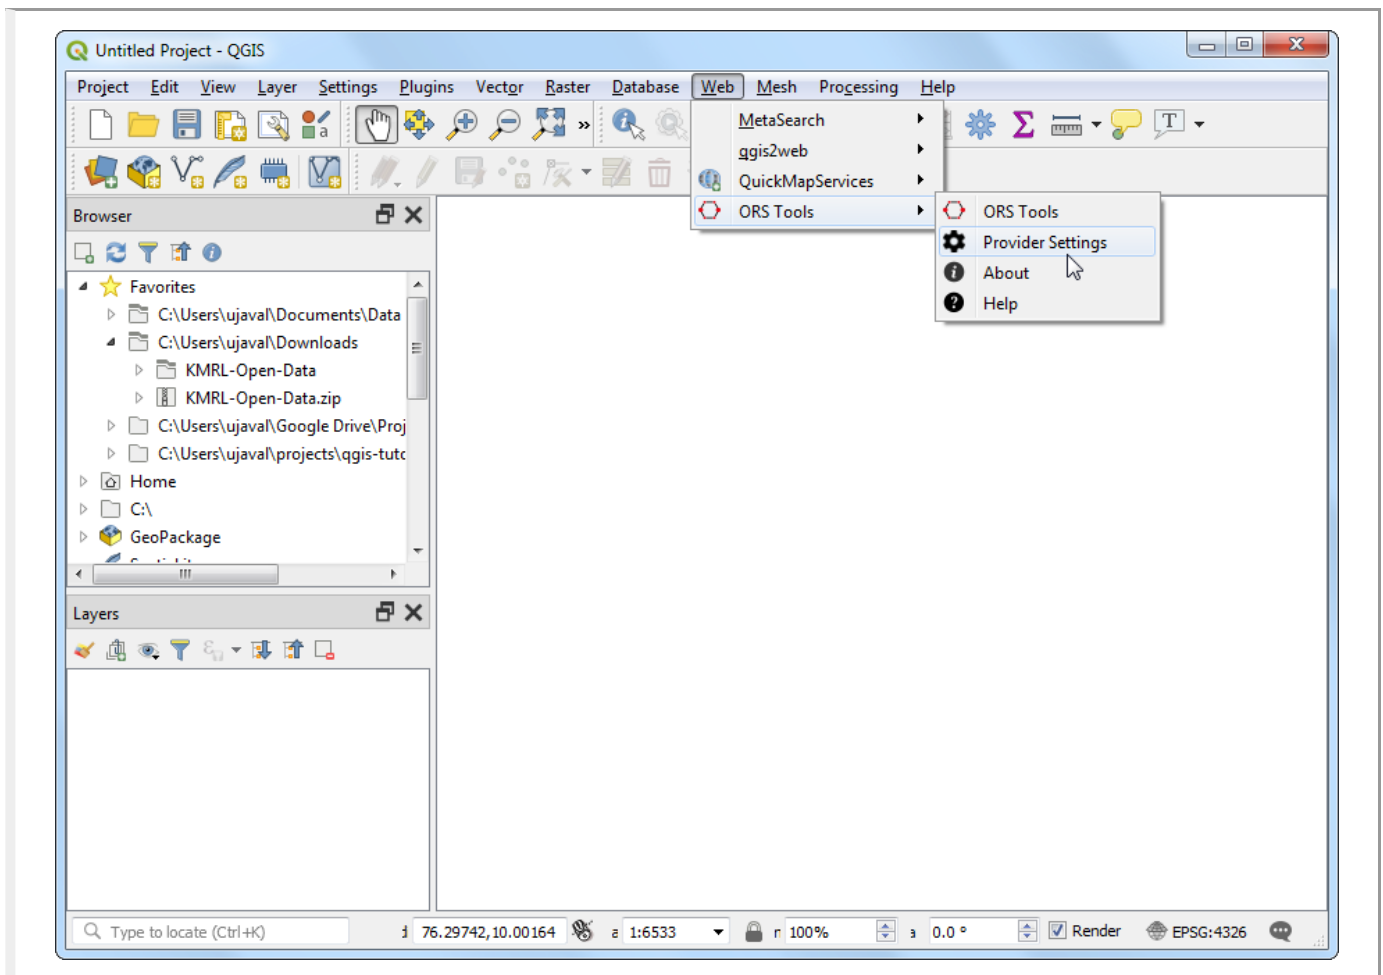 Untitled Project - QGIS
Project Edit View Layer Settings Plugins Vector Raster Database Web Mesh Processing Help
MetaSearch
qgis2web
QuickMapServices
ORS Tools
ORS Tools
Provider Settings
About
Help
Browser
Favorites
C:\Users\ujaval\Documents\Data
C:\Users\ujaval\Downloads
KMRL-Open-Data
KMRL-Open-Data.zip
C:\Users\ujaval\Google Drive\Proj
C:\Users\ujaval\projects\qgis-tuto
Home
C:\
GeoPackage
Layers
Type to locate (Ctrl+K) 76.29742,10.00164 1:6533 100% 0.0 ° Render EPSG:4326